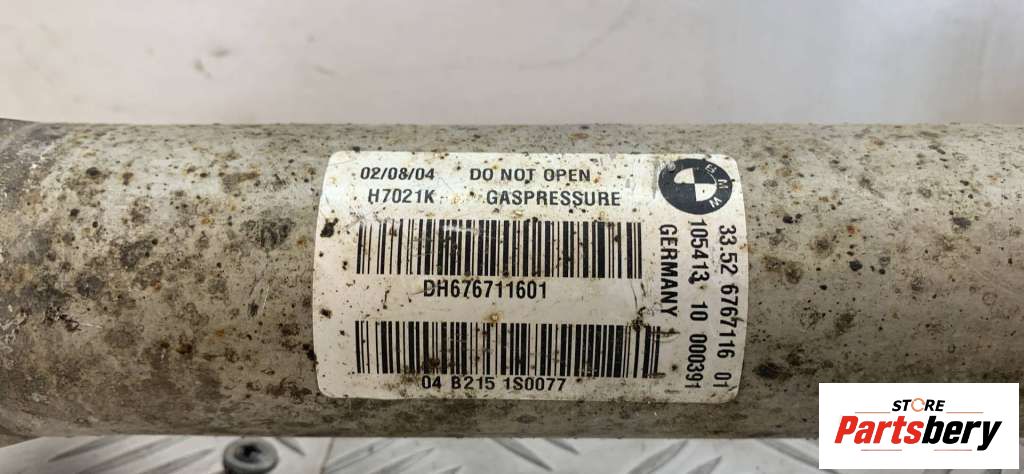 02/08/04 DO NOT OPEN
H7021K GASPRESSURE
DH676711601
04 B215 1S0077
BMW
33.52 6767116 01
105413 10 000391
GERMANY
STORE
Partsbery